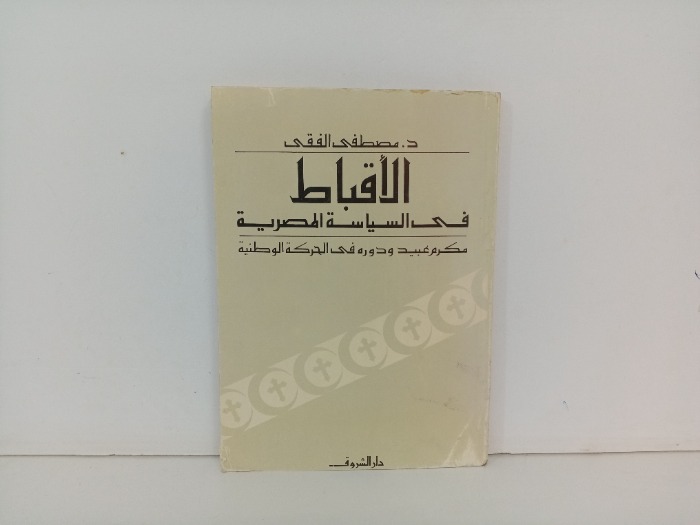 د. مصطفى الفقى
الأقباط
فى السياسة المصرية
مكرم عبيد ودوره فى الحركة الوطنية
دار الشروق